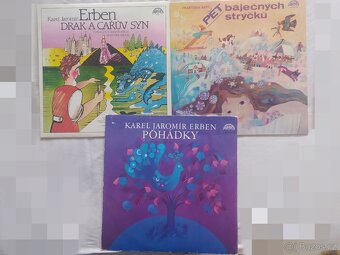 Karel Jaromír
Erben
DRAK A CARŮV SYN
PĚT
báječných
strýčků
KAREL JAROMÍR ERBEN
POHÁDKY